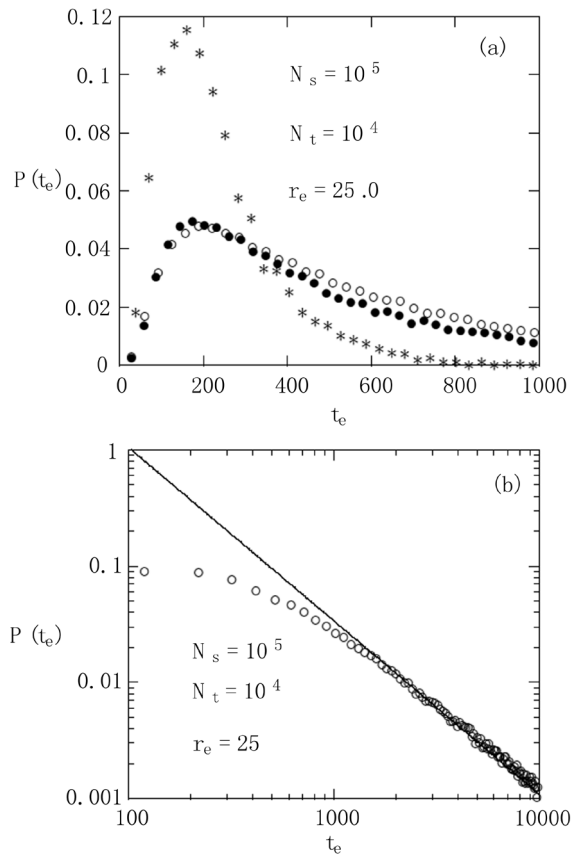 0.12
(a)
N s = 10 5
0.1
0.08
N t = 10 4
P (te) 0.06
re = 25.0
0.04
0.02
0
0 200 400 600 800 1000
te
1
(b)
0.1
P (te)
N s = 10 5
N t = 10 4
0.01
re = 25
0.001
100 1000 10000
te